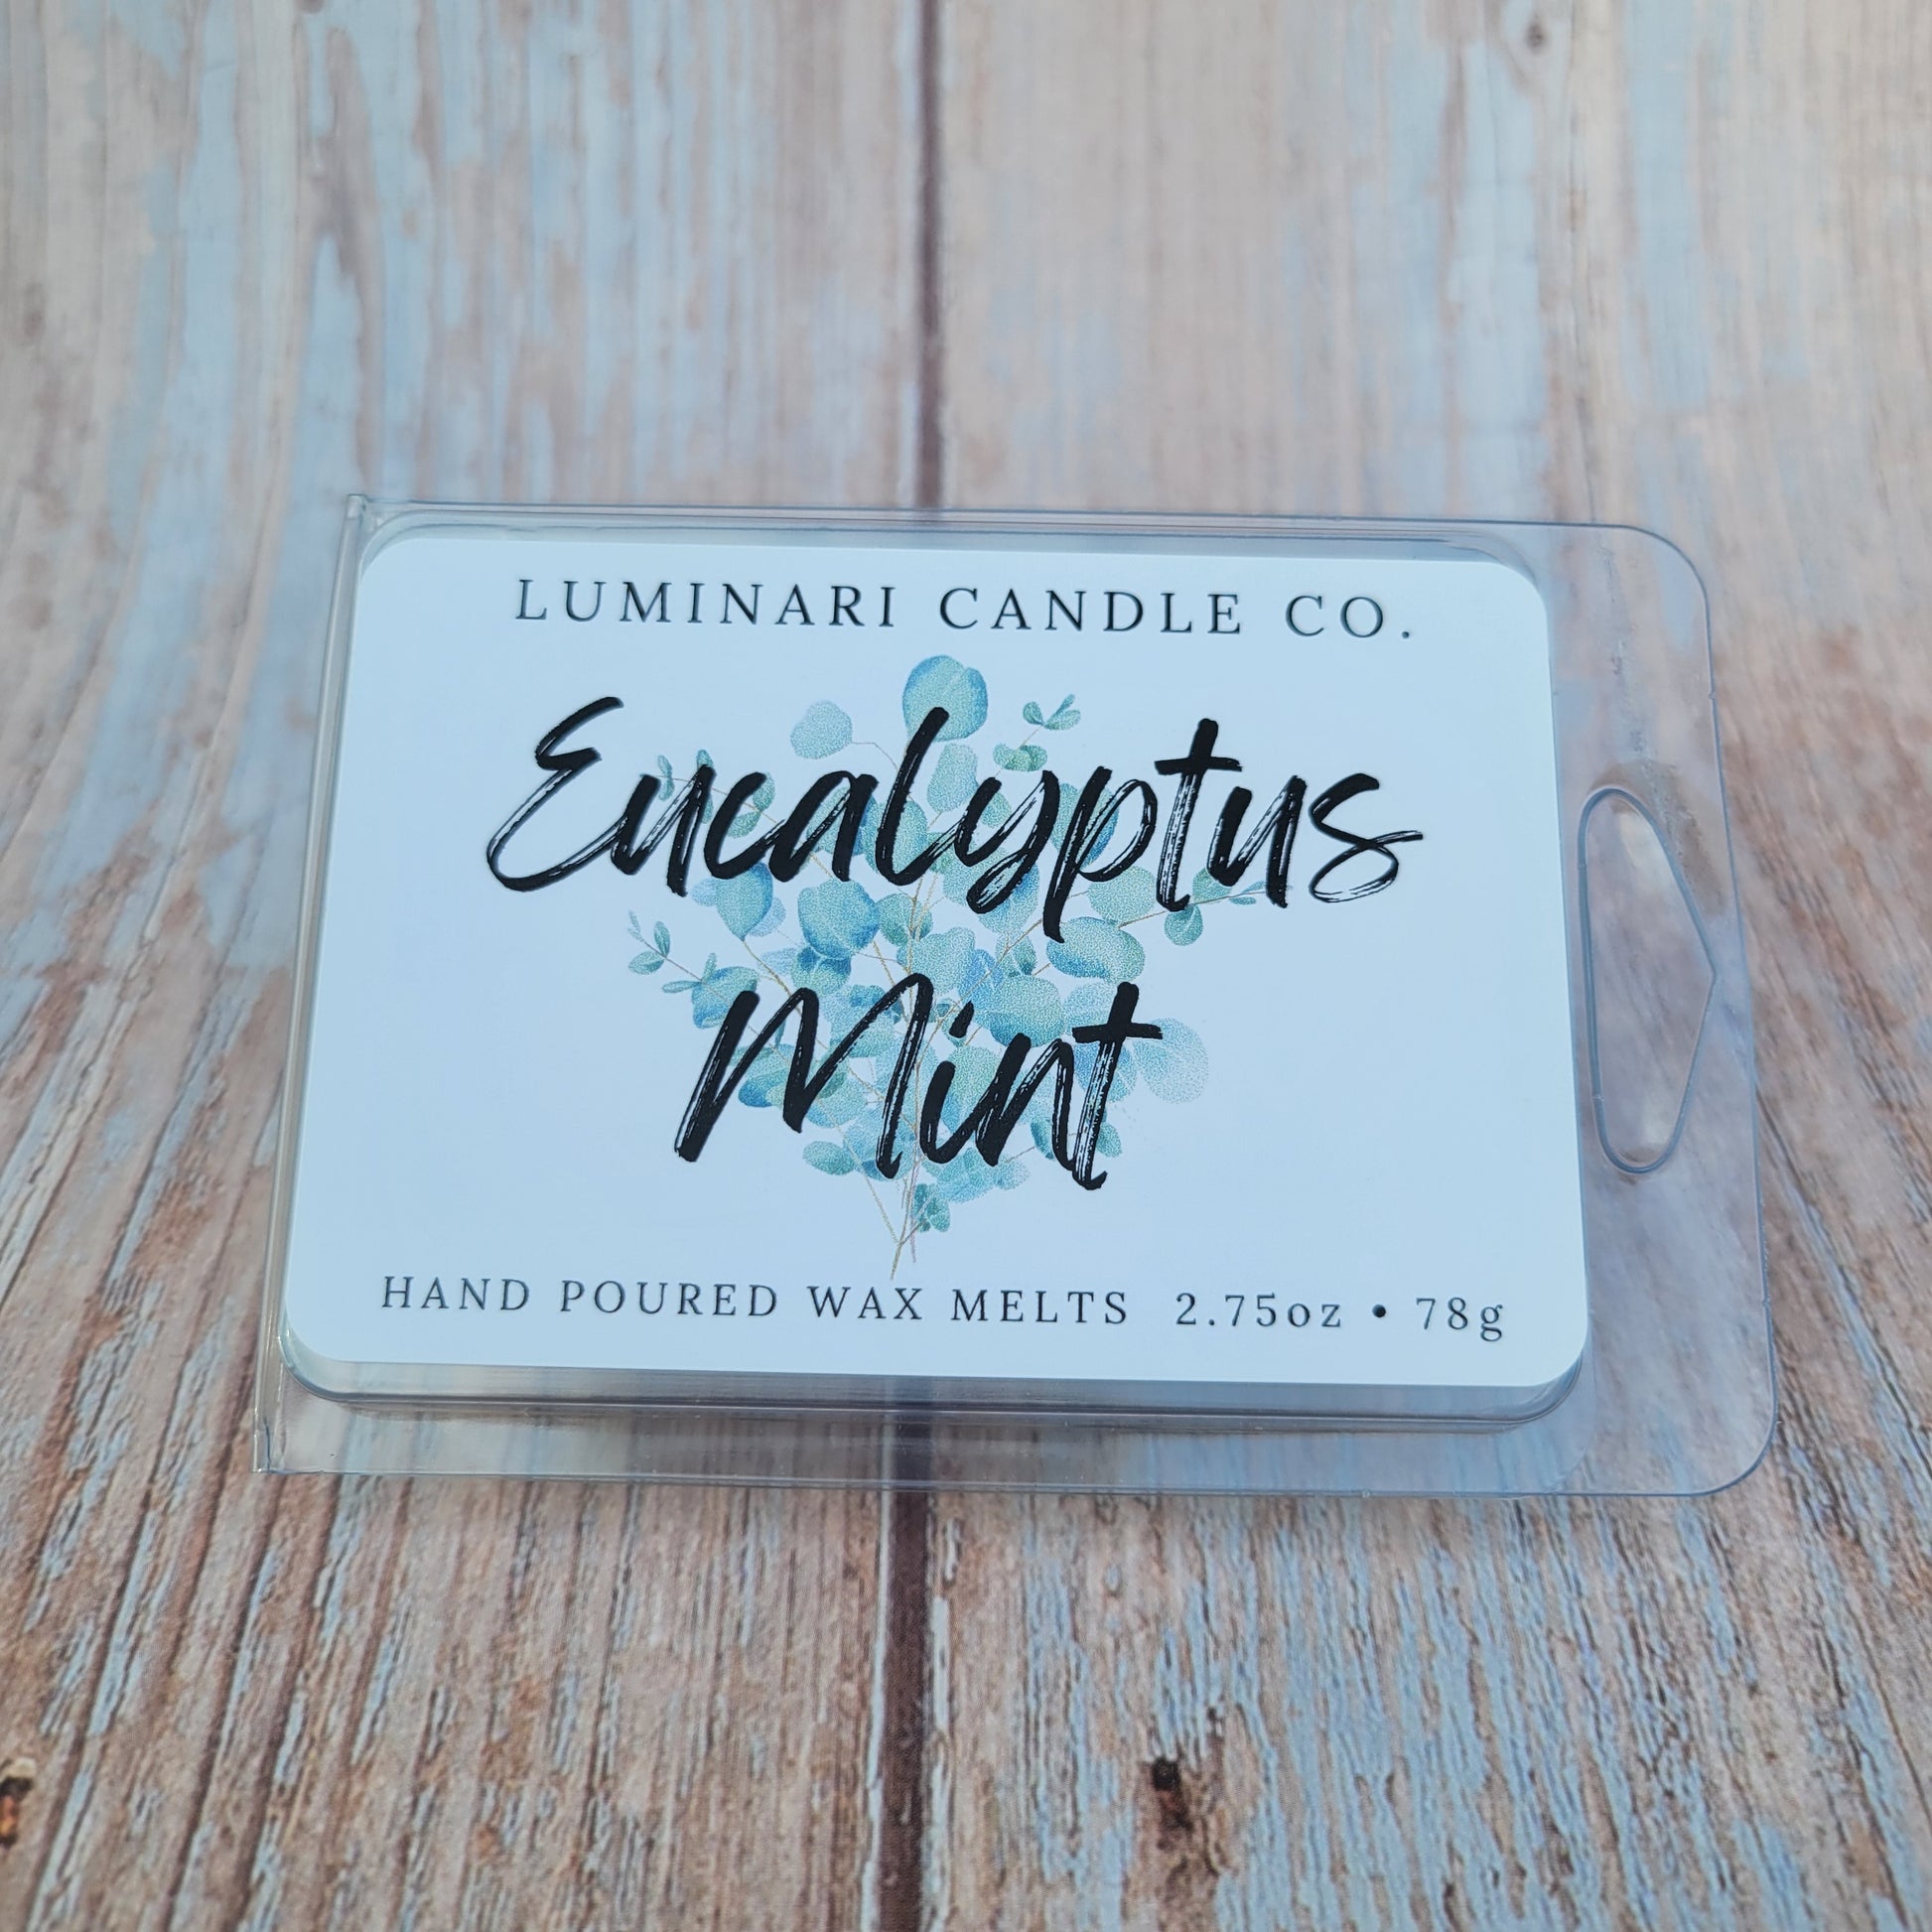 LUMINARI CANDLE CO.
Eucalyptus
Mint
HAND POURED WAX MELTS 2.75oz • 78g